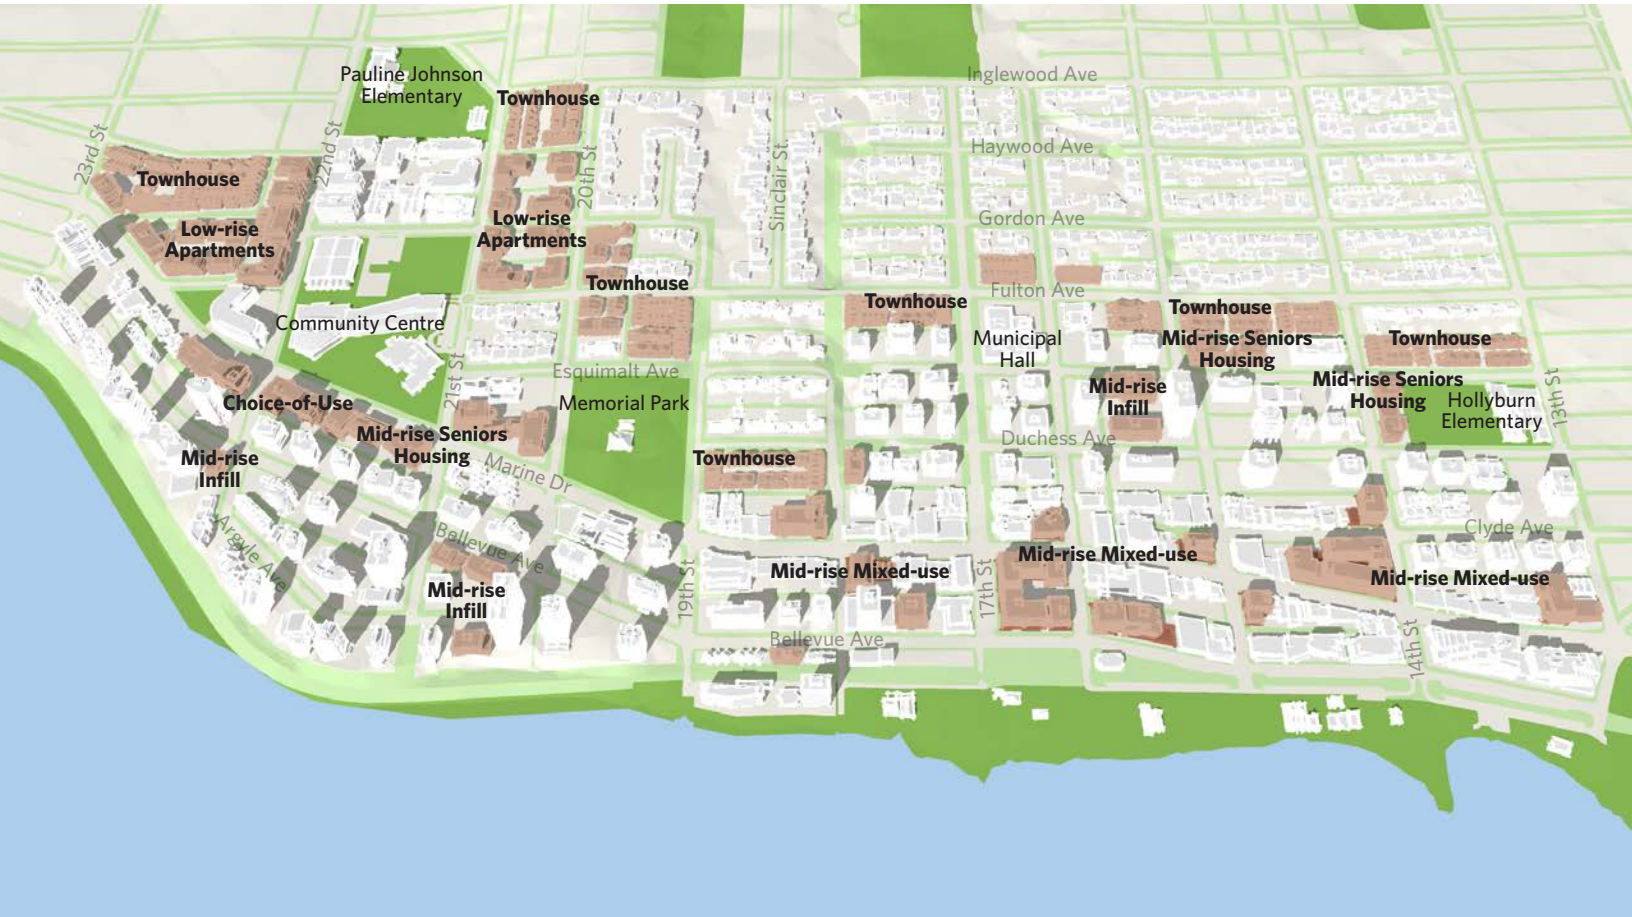 Inglewood Ave
Pauline Johnson
Elementary
Townhouse
23rd St
22nd St
20th St
Sinclair St.
Haywood Ave
Townhouse
Low-rise
Apartments
Low-rise
Apartments
Gordon Ave
Townhouse
Fulton Ave
Townhouse
Townhouse
Community Centre
Municipal
Hall
Mid-rise Seniors
Housing
Townhouse
21st St
Esquimalt Ave
Mid-rise
Infill
Mid-rise Seniors
Housing
Hollyburn
Elementary
13th St
Choice-of-Use
Memorial Park
Mid-rise Seniors
Housing
Duchess Ave
Mid-rise
Infill
Marine Dr
Townhouse
Argyle Ave
Bellevue Ave
Clyde Ave
Mid-rise
Infill
19th St
Mid-rise Mixed-use
17th St
Mid-rise Mixed-use
Mid-rise Mixed-use
Bellevue Ave
14th St